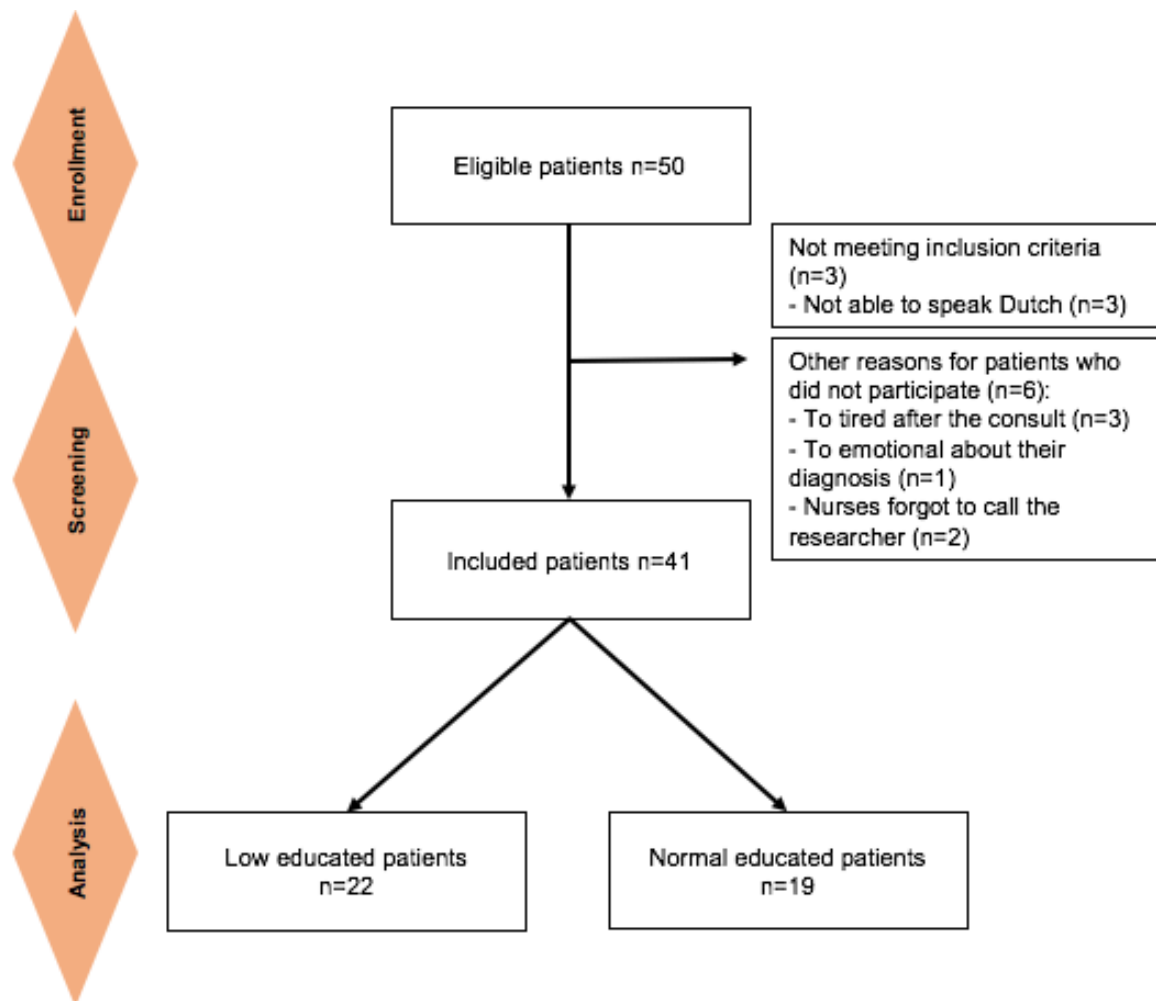 Enrollment
Eligible patients n=50
Not meeting inclusion criteria
(n=3)
- Not able to speak Dutch (n=3)
Screening
Other reasons for patients who
did not participate (n=6):
- To tired after the consult (n=3)
- To emotional about their
diagnosis (n=1)
- Nurses forgot to call the
researcher (n=2)
Included patients n=41
Analysis
Low educated patients
n=22
Normal educated patients
n=19